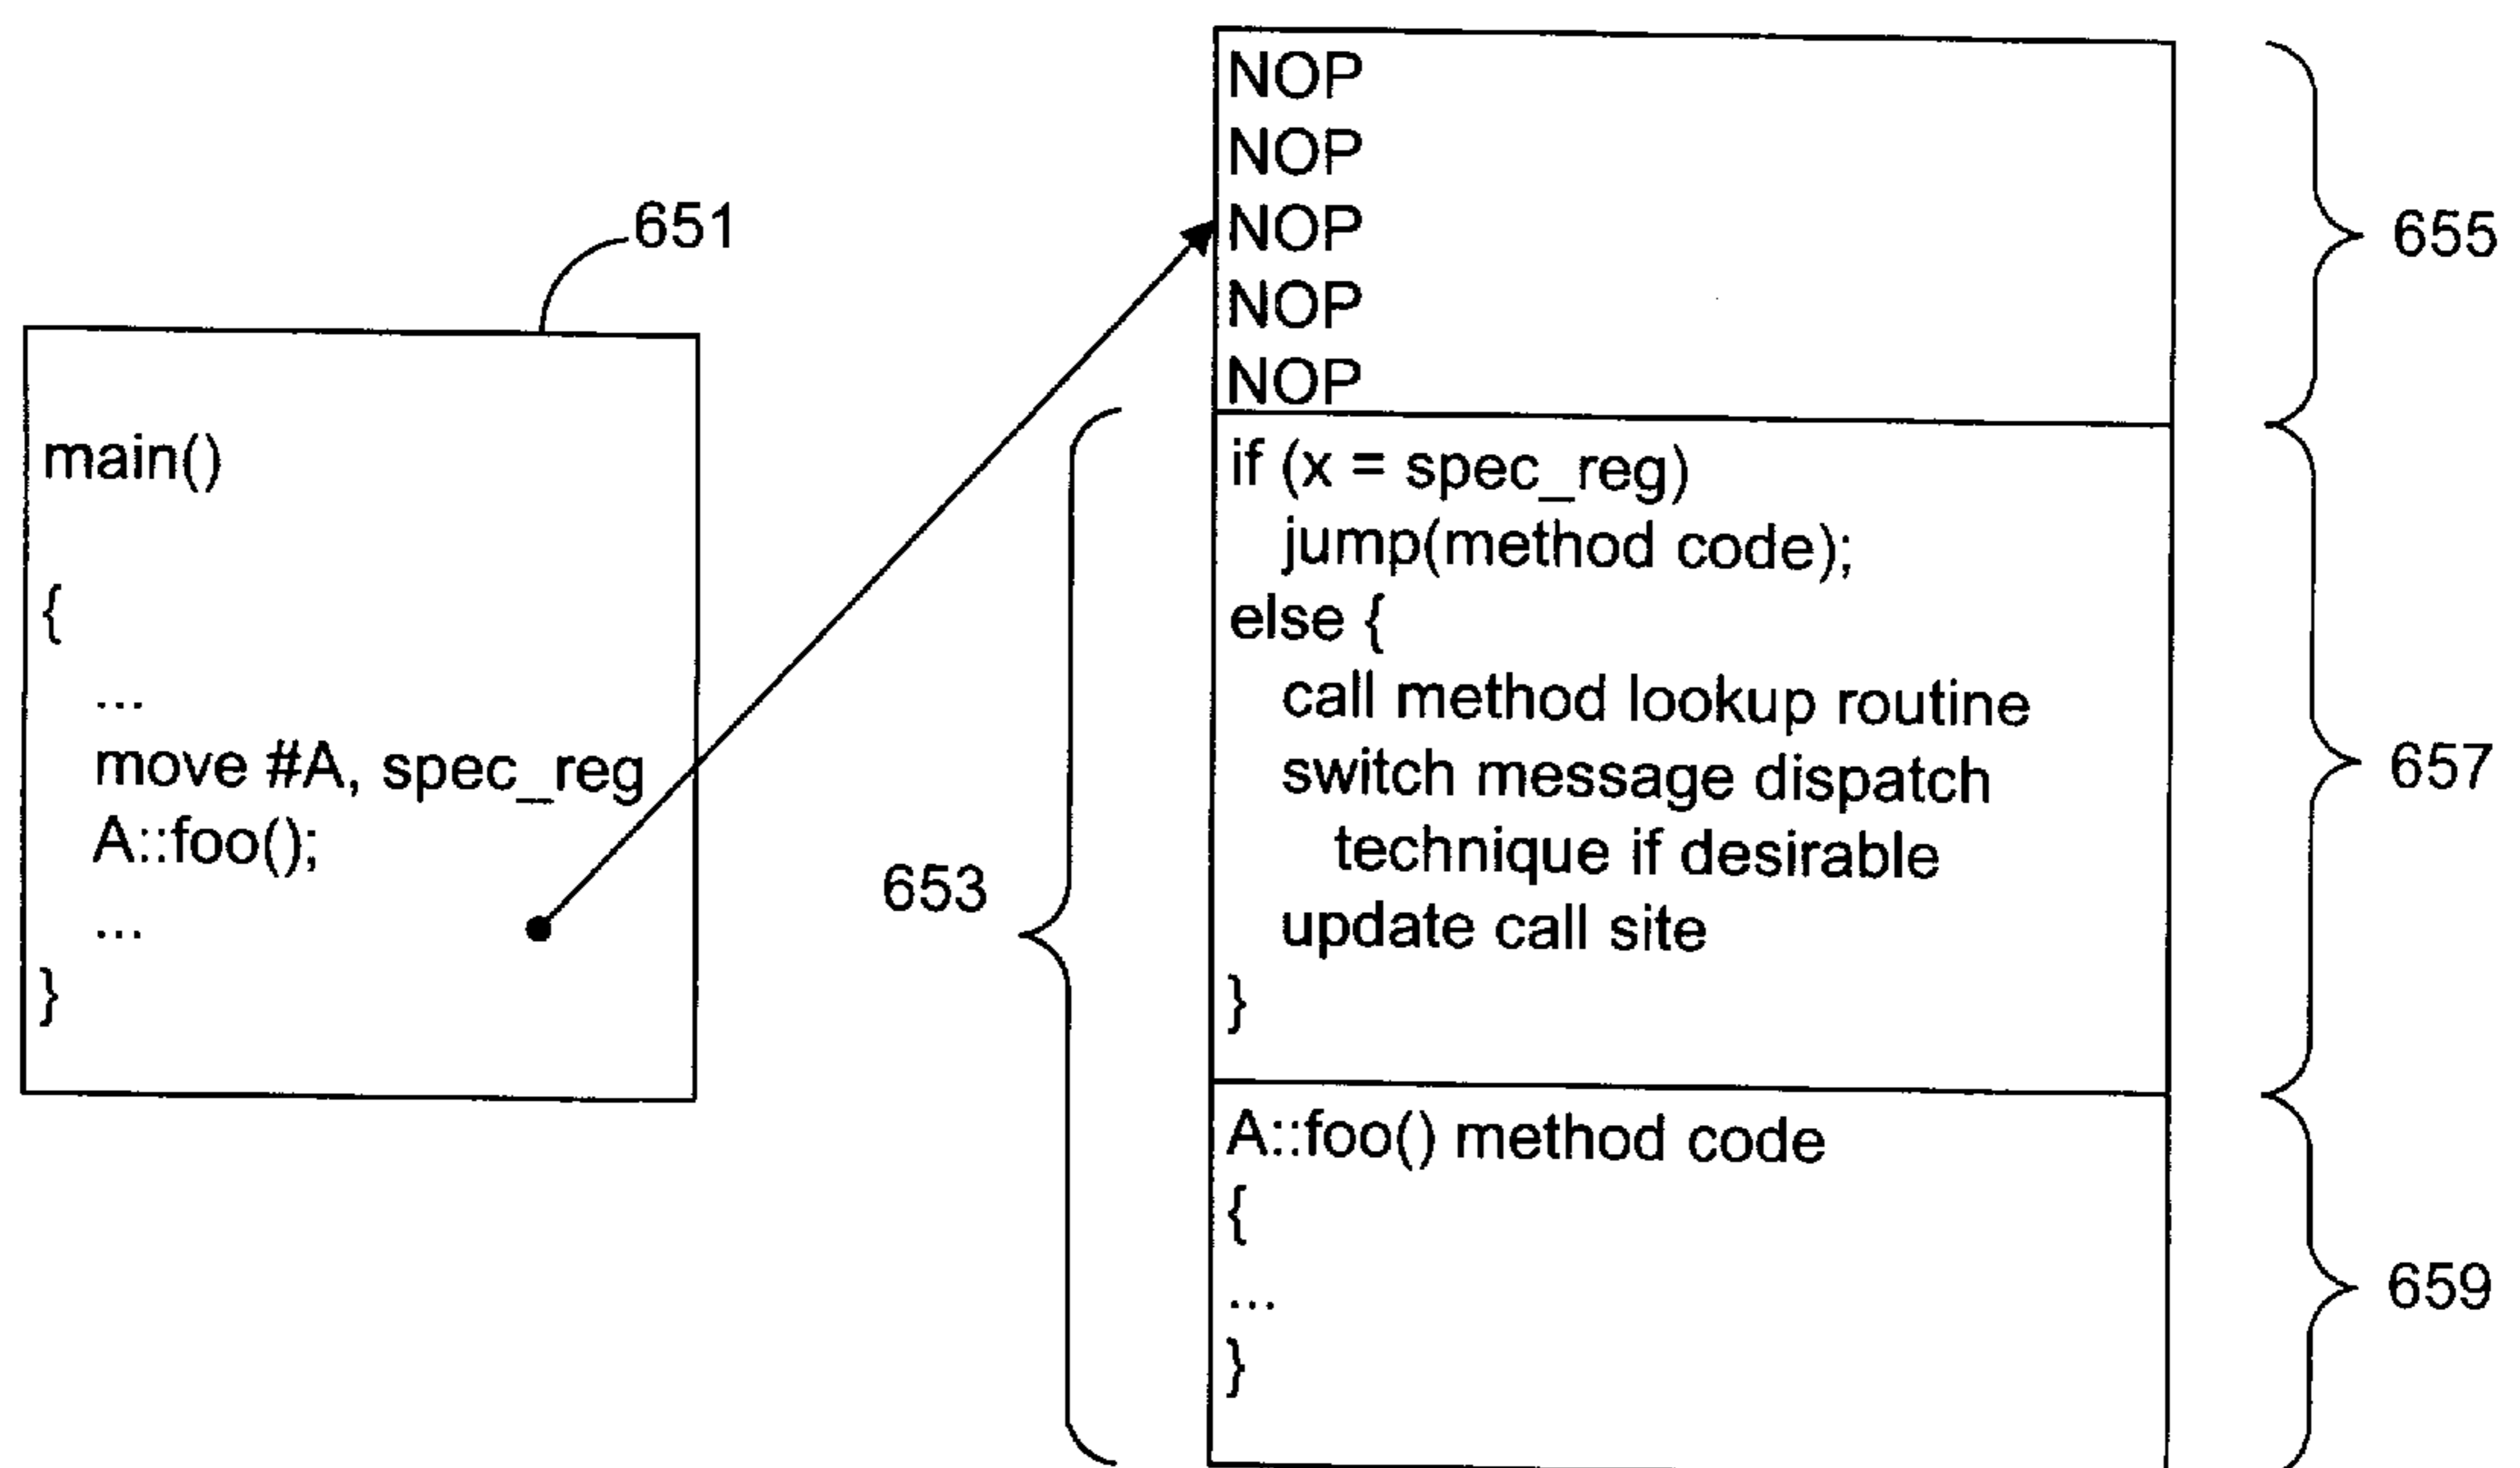 651
main()
{
...
move #A, spec_reg
A::foo();
...
}
653
NOP
NOP
NOP
NOP
NOP
655
if (x = spec_reg)
jump(method code);
else {
call method lookup routine
switch message dispatch
technique if desirable
update call site
}
657
A::foo() method code
{
...
}
659